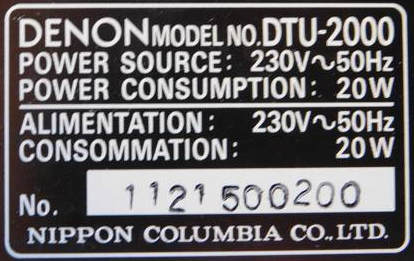 DENON MODEL NO. DTU-2000
POWER SOURCE: 230V∿50Hz
POWER CONSUMPTION: 20W
ALIMENTATION: 230V∿50Hz
CONSOMMATION: 20W
No. 1121500200
NIPPON COLUMBIA CO., LTD.